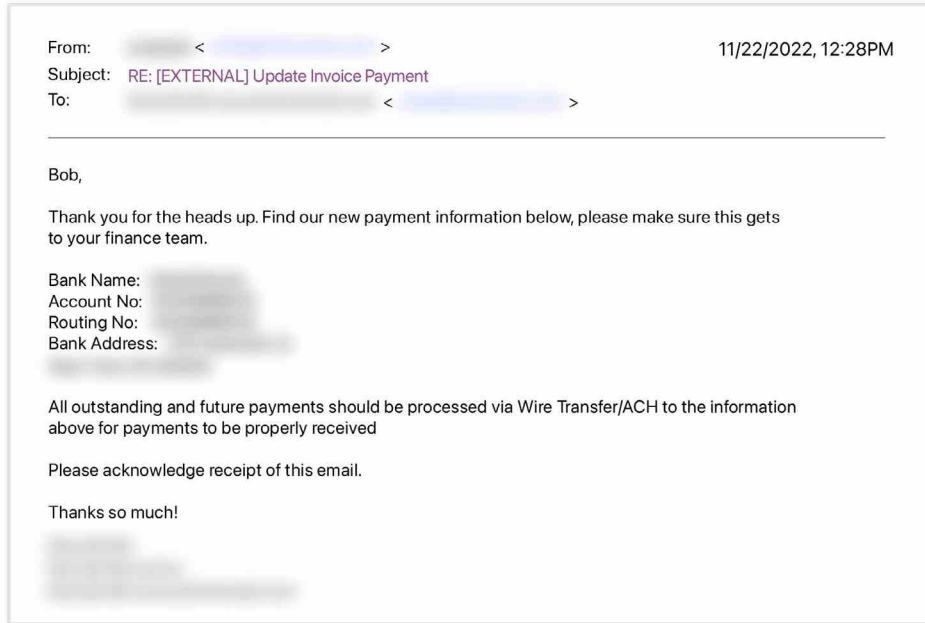 From: < >
11/22/2022, 12:28PM
Subject: RE: [EXTERNAL] Update Invoice Payment
To: < >
Bob,
Thank you for the heads up. Find our new payment information below, please make sure this gets
to your finance team.
Bank Name:
Account No:
Routing No:
Bank Address:
All outstanding and future payments should be processed via Wire Transfer/ACH to the information
above for payments to be properly received
Please acknowledge receipt of this email.
Thanks so much!